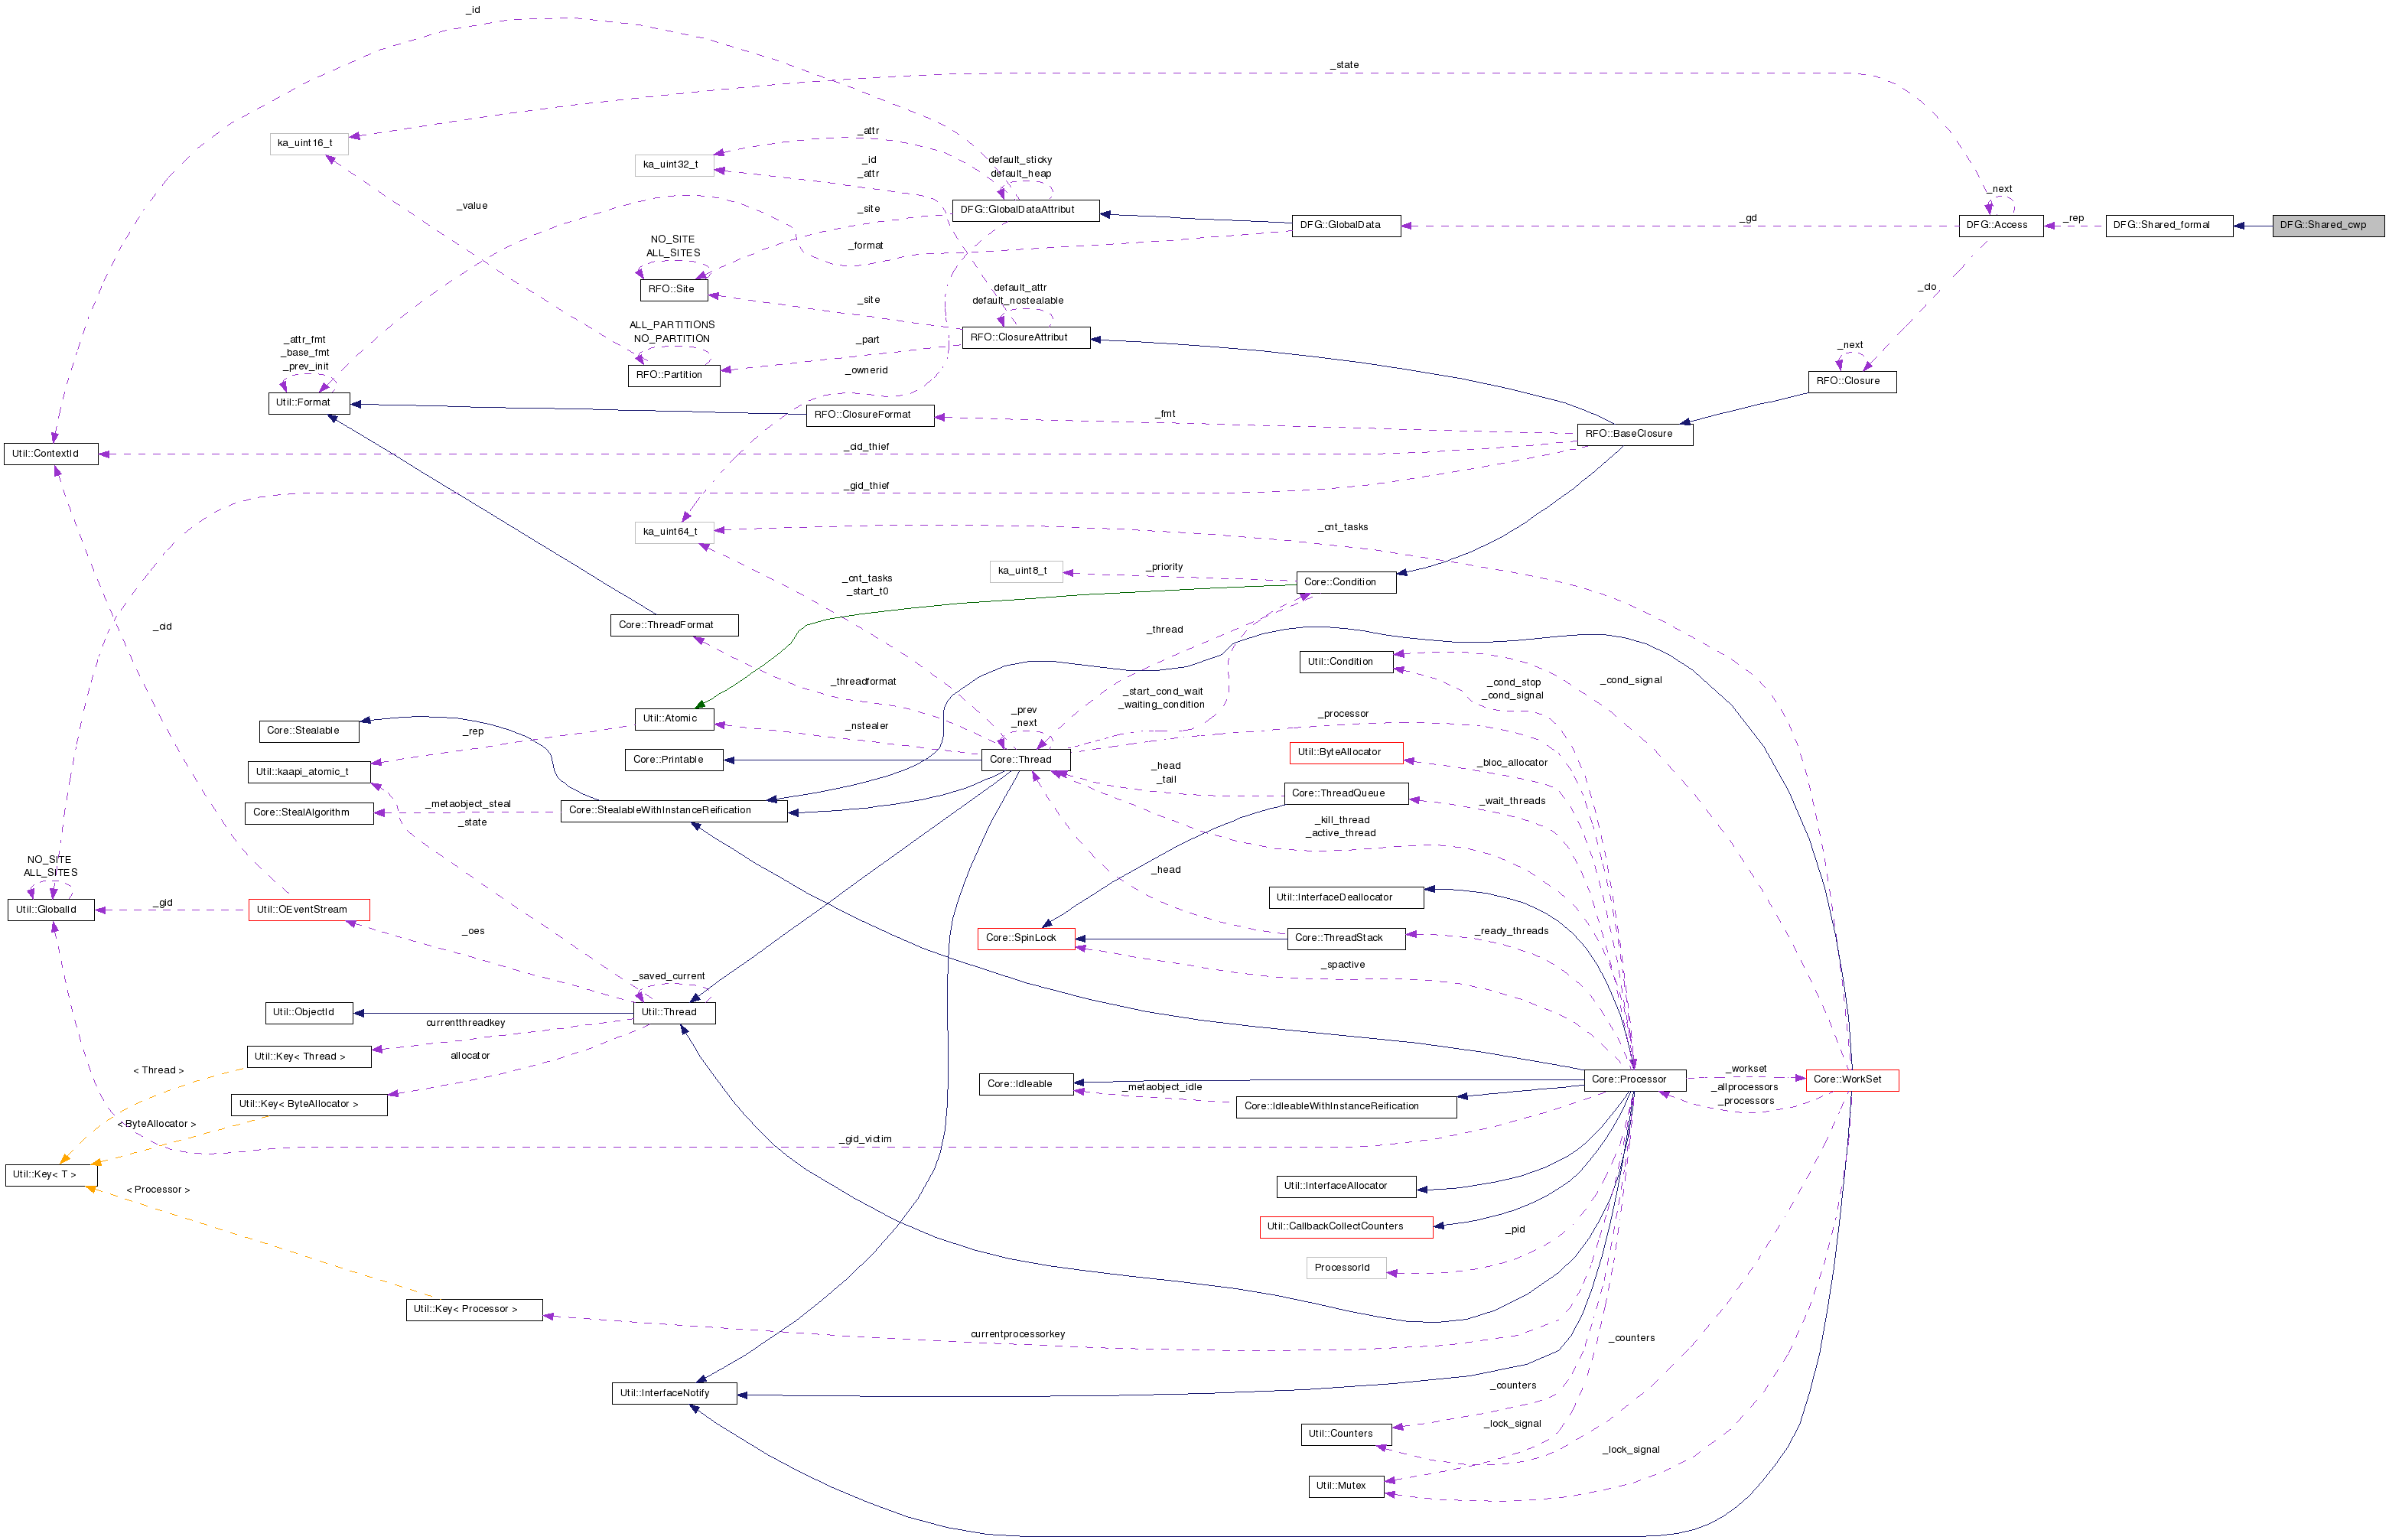 _id
_state
ka_uint16_t
_attr
ka_uint32_t
_id
_attr
default_sticky
default_heap
_next
_value
_site
DFG::GlobalDataAttribut
_gd
_rep
DFG::GlobalData
DFG::Access
DFG::Shared_formal
DFG::Shared_cwp
NO_SITE
ALL_SITES
_format
RFO::Site
_site
default_attr
default_nostealable
_clo
ALL_PARTITIONS
NO_PARTITION
RFO::ClosureAttribut
_attr_fmt
_base_fmt
_prev_init
_part
_next
RFO::Partition
_ownerid
RFO::Closure
Util::Format
RFO::ClosureFormat
_fmt
RFO::BaseClosure
Util::ContextId
_cid_thief
_gid_thief
ka_uint64_t
_cnt_tasks
ka_uint8_t
_priority
Core::Condition
_cnt_tasks
_start_t0
Core::ThreadFormat
_cid
_thread
Util::Condition
_threadformat
_cond_signal
_cond_stop
_cond_signal
_start_cond_wait
_waiting_condition
_prev
_next
_processor
Util::Atomic
_nstealer
Core::Stealable
_rep
Core::Printable
Core::Thread
Util::ByteAllocator
_bloc_allocator
Util::kaapi_atomic_t
_head
_tail
Core::ThreadQueue
_wait_threads
_metaobject_steal
Core::StealAlgorithm
Core::StealableWithInstanceReification
_state
_kill_thread
_active_thread
NO_SITE
ALL_SITES
_head
Util::InterfaceDeallocator
Util::GlobalId
_gid
Util::OEventStream
_oes
Core::SpinLock
Core::ThreadStack
_ready_threads
_spactive
_saved_current
Util::ObjectId
Util::Thread
currentthreadkey
Util::Key< Thread >
allocator
< Thread >
_workset
Core::Idleable
_metaobject_idle
Core::Processor
Core::WorkSet
_allprocessors
_processors
Util::Key< ByteAllocator >
Core::IdleableWithInstanceReification
< ByteAllocator >
_gid_victim
Util::Key< T >
< Processor >
Util::InterfaceAllocator
Util::CallbackCollectCounters
_pid
ProcessorId
Util::Key< Processor >
currentprocessorkey
_counters
Util::InterfaceNotify
_counters
_lock_signal
Util::Counters
_lock_signal
Util::Mutex